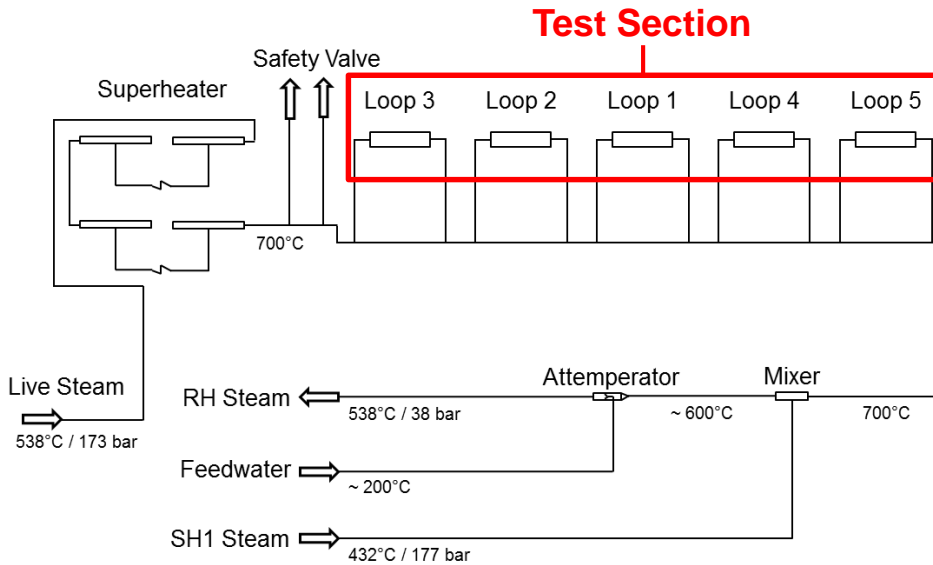 Test Section
Safety Valve
Superheater
Loop 3
Loop 2
Loop 1
Loop 4
Loop 5
700°C
Live Steam
538°C / 173 bar
RH Steam
538°C / 38 bar
Attemperator
~ 600°C
Mixer
700°C
Feedwater
~ 200°C
SH1 Steam
432°C / 177 bar